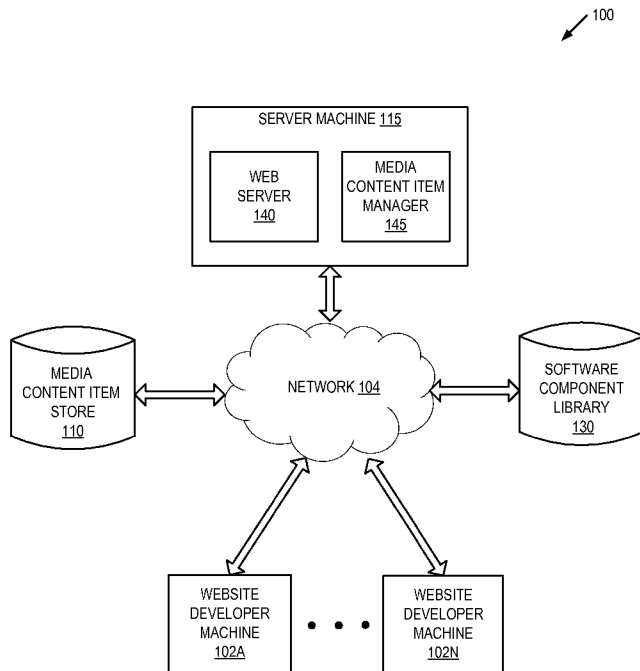 100
SERVER MACHINE 115
WEB
SERVER
140
MEDIA
CONTENT ITEM
MANAGER
145
MEDIA
CONTENT ITEM
STORE
110
NETWORK 104
SOFTWARE
COMPONENT
LIBRARY
130
WEBSITE
DEVELOPER
MACHINE
102A
WEBSITE
DEVELOPER
MACHINE
102N